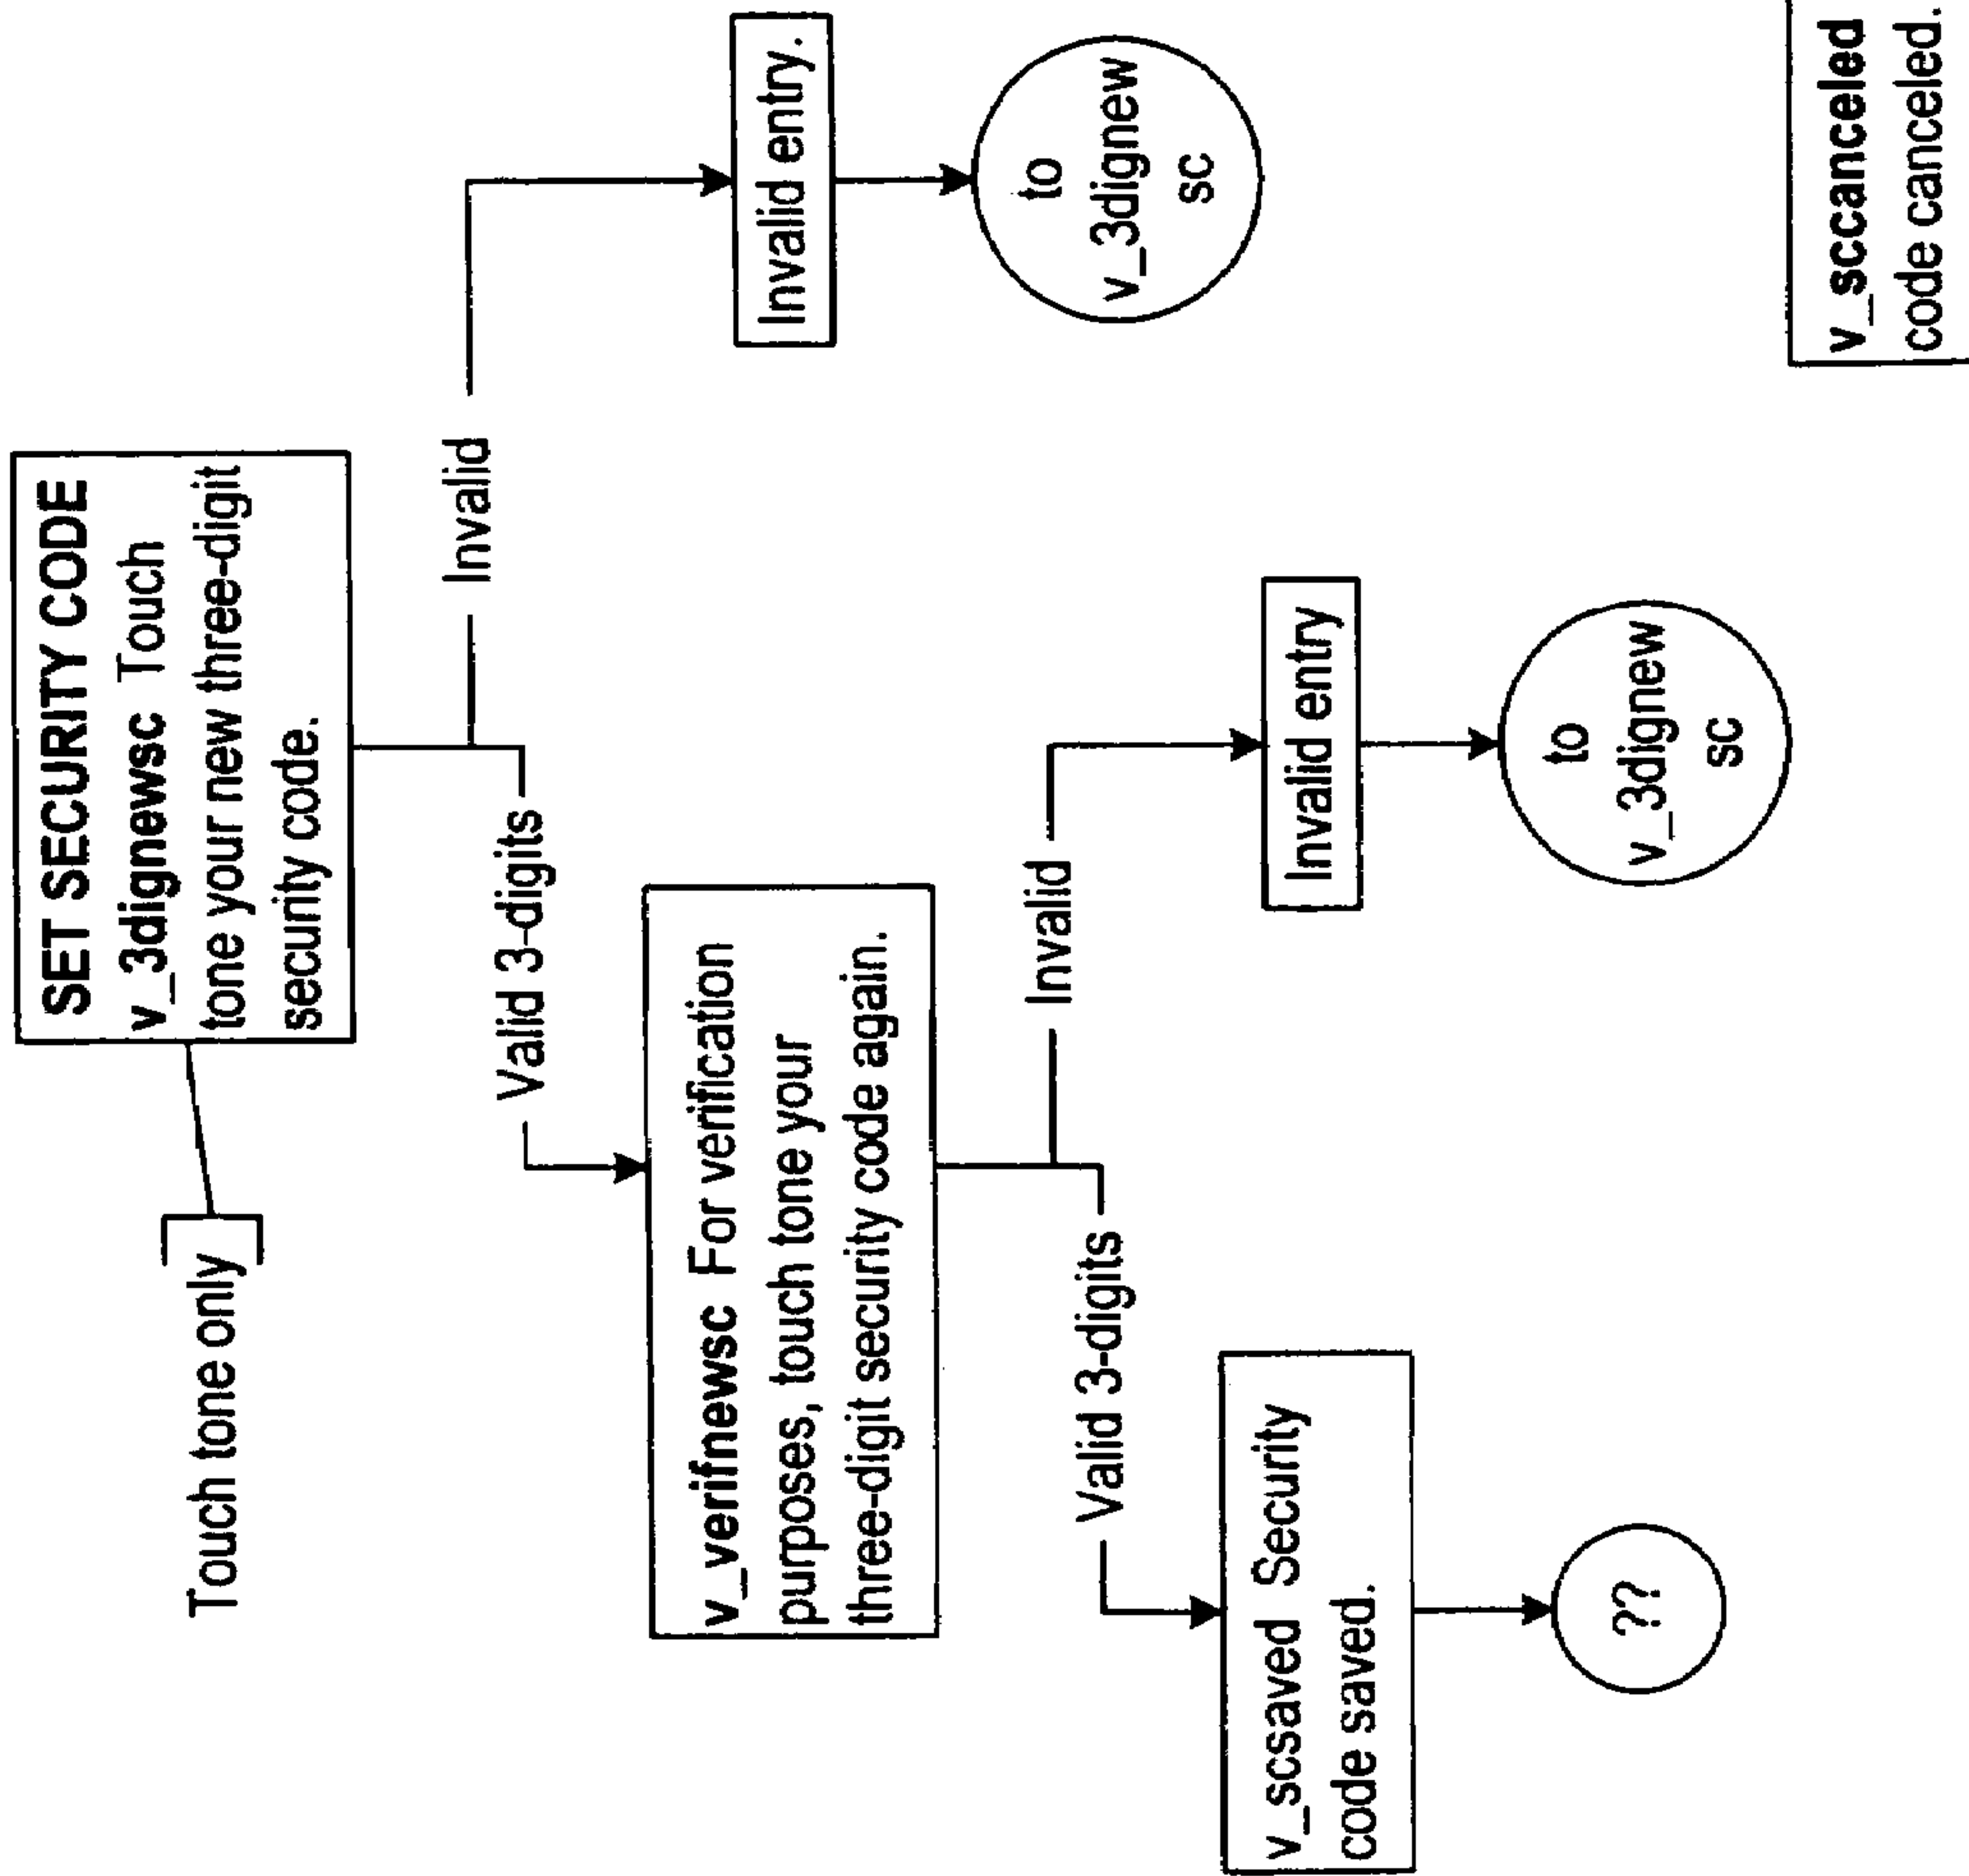 SET SECURITY CODE
v_3dignewsc Touch
tone your new three-digit
security code.
Touch tone only
Invalid
Valid 3-digits
Invalid entry.
to
v_3dignew
sc
v_verifnewsc For verification
purposes, touch tone your
three-digit security code again.
Invalid
Valid 3-digits
Invalid entry
to
v_3dignew
sc
v_scsaved Security
code saved.
??
v_sccanceled
code canceled.